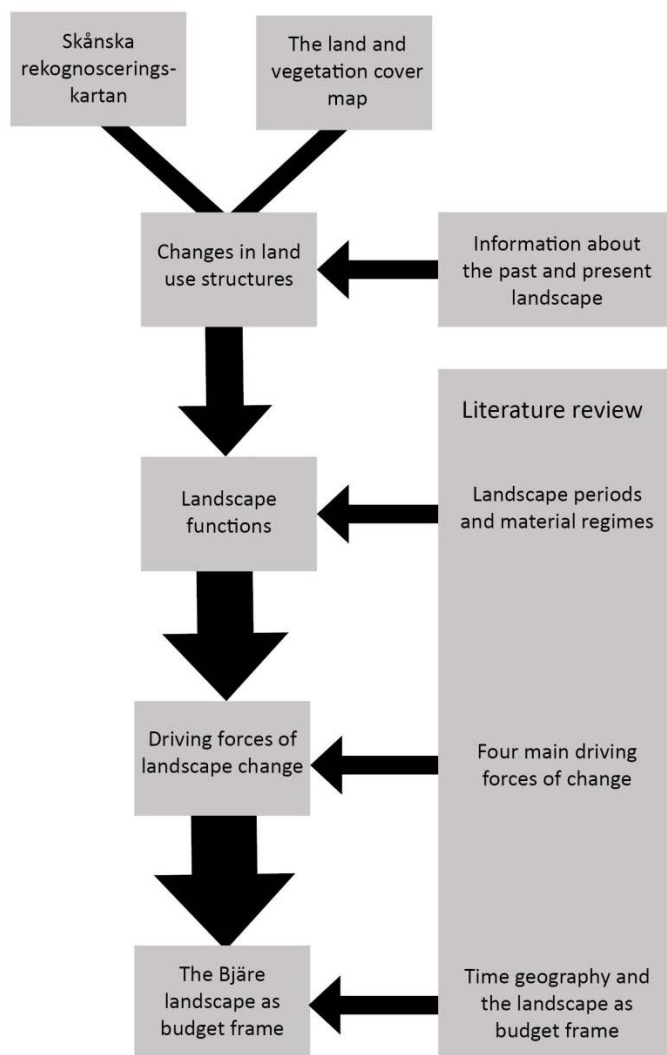 Skånska
rekognoscerings-
kartan
The land and
vegetation cover
map
Changes in land
use structures
Information about
the past and present
landscape
Literature review
Landscape
functions
Landscape periods
and material regimes
Driving forces of
landscape change
Four main driving
forces of change
The Bjäre
landscape as
budget frame
Time geography and
the landscape as
budget frame